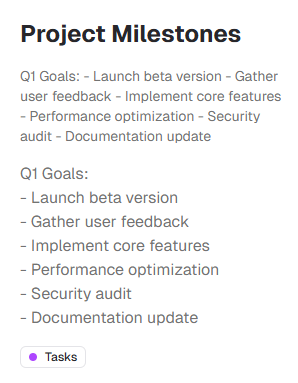 Project Milestones
Q1 Goals: - Launch beta version - Gather
user feedback - Implement core features
- Performance optimization - Security
audit - Documentation update
Q1 Goals:
- Launch beta version
- Gather user feedback
- Implement core features
- Performance optimization
- Security audit
- Documentation update
Tasks